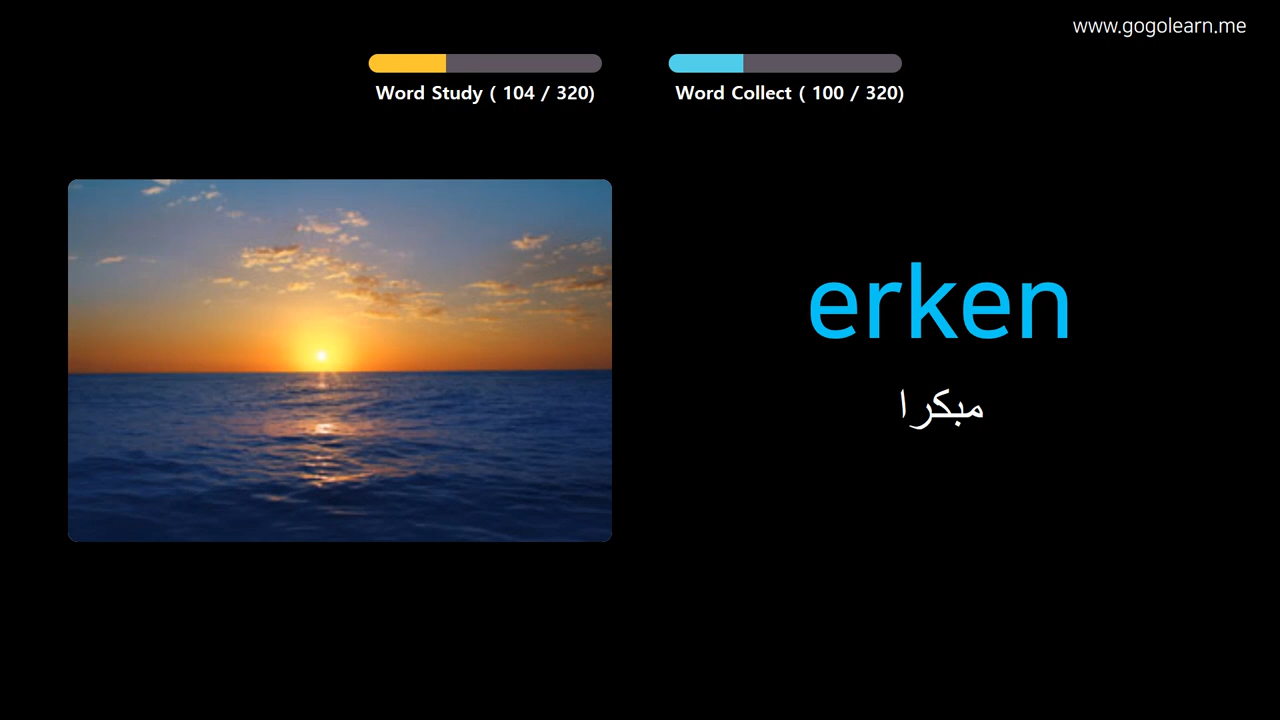 www.gogolearn.me
Word Study ( 104 / 320)
Word Collect ( 100 / 320)
erken
مبكرا